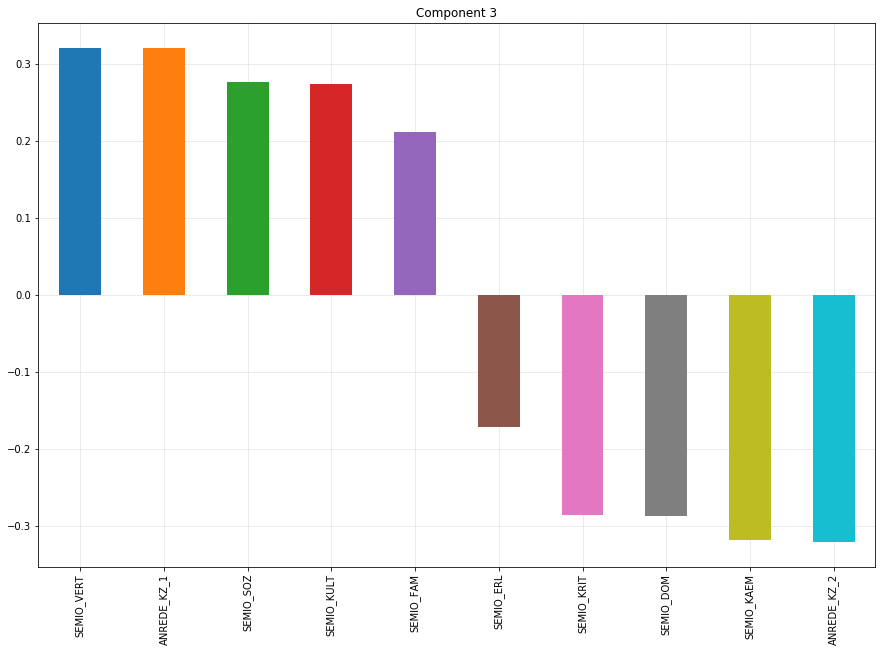 Component 3
0.3
0.2
0.1
0.0
−0.1
−0.2
−0.3
SEMIO_VERT
ANREDE_KZ_1
SEMIO_SOZ
SEMIO_KULT
SEMIO_FAM
SEMIO_ERL
SEMIO_KRIT
SEMIO_DOM
SEMIO_KAEM
ANREDE_KZ_2